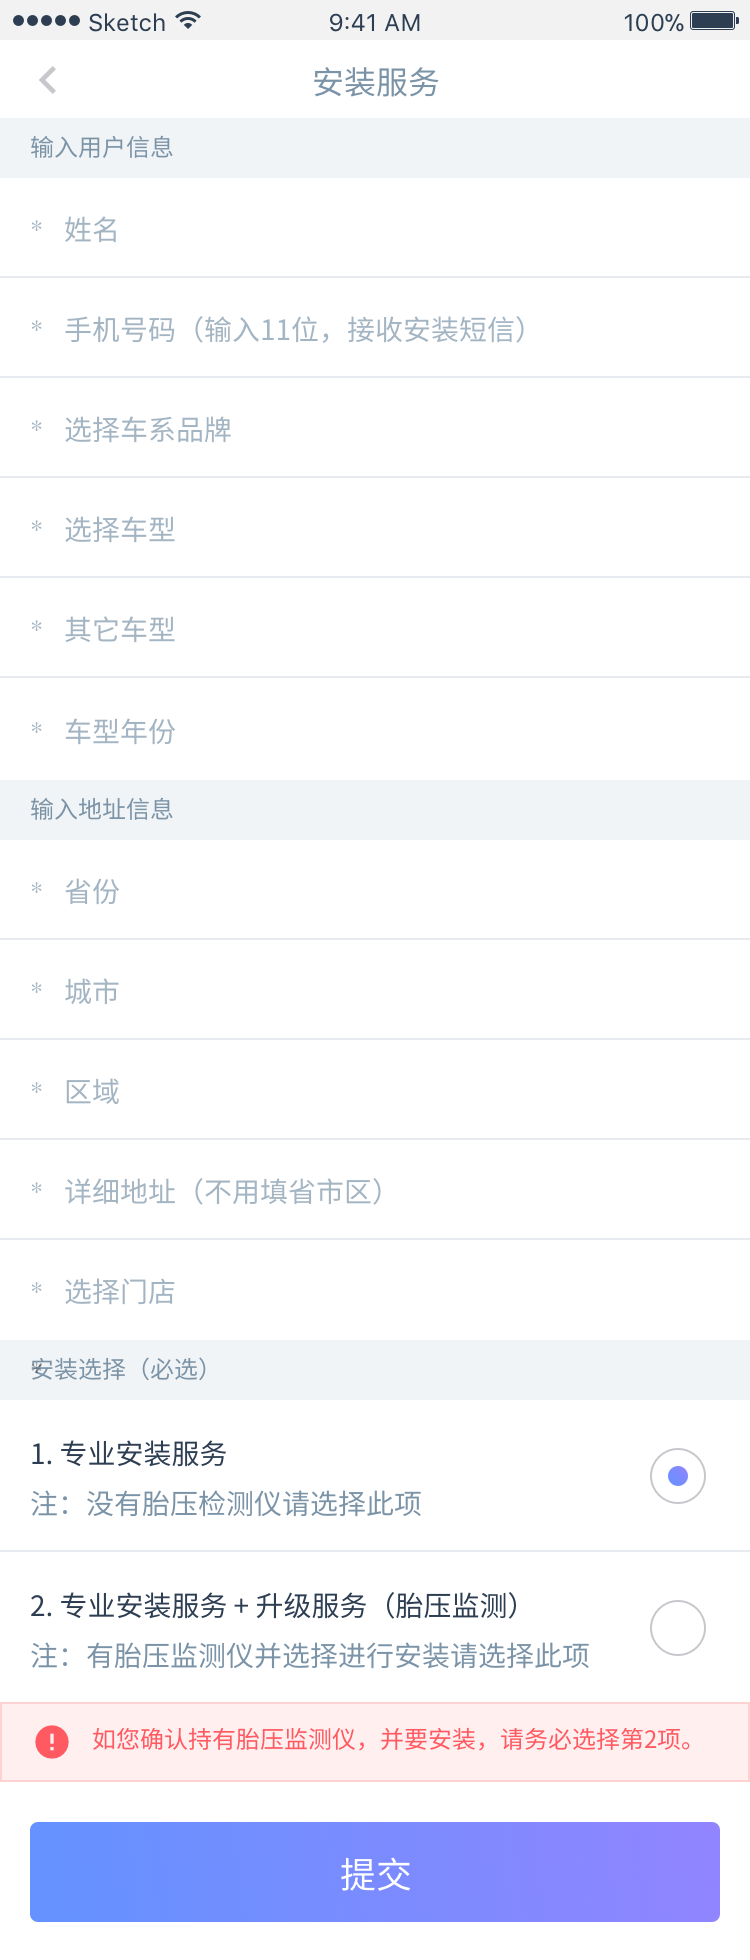 Sketch 9:41 AM 100%
安装服务
输入用户信息
* 姓名
* 手机号码（输入11位，接收安装短信）
* 选择车系品牌
* 选择车型
* 其它车型
* 车型年份
输入地址信息
* 省份
* 城市
* 区域
* 详细地址（不用填省市区）
* 选择门店
安装选择（必选）
1. 专业安装服务
注：没有胎压检测仪请选择此项
2. 专业安装服务 + 升级服务（胎压监测）
注：有胎压监测仪并选择进行安装请选择此项
如您确认持有胎压监测仪，并要安装，请务必选择第2项。
提交